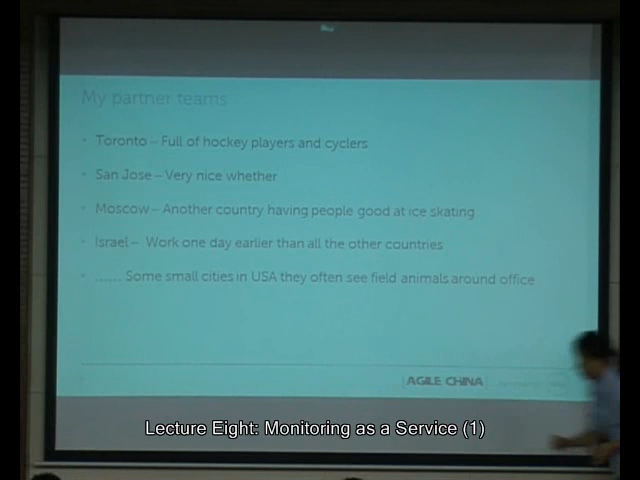 My partner teams
Toronto – Full of hockey players and cyclers
San Jose – Very nice whether
Moscow – Another country having people good at ice skating
Israel – Work one day earlier than all the other countries
...... Some small cities in USA they often see field animals around office
AGILE CHINA
Lecture Eight: Monitoring as a Service (1)